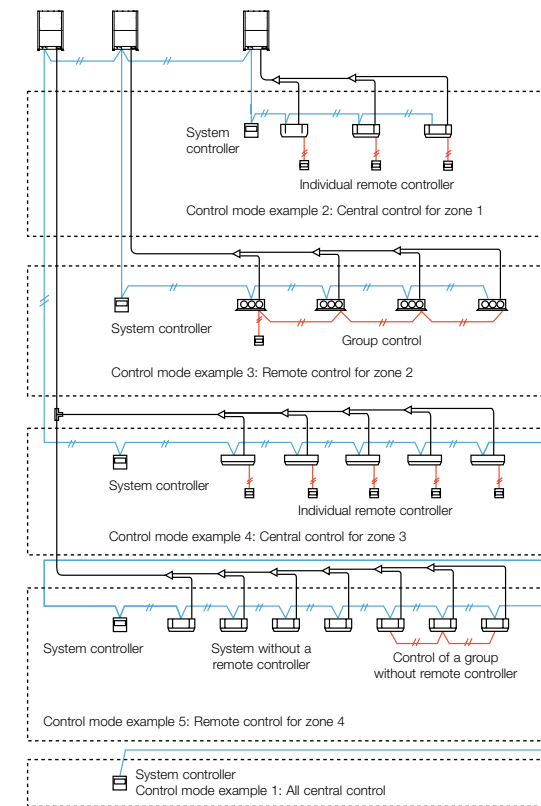 System
controller
Individual remote controller
Control mode example 2: Central control for zone 1
System controller
Group control
Control mode example 3: Remote control for zone 2
System controller
Individual remote controller
Control mode example 4: Central control for zone 3
System controller
System without a
remote controller
Control of a group
without remote controller
Control mode example 5: Remote control for zone 4
System controller
Control mode example 1: All central control